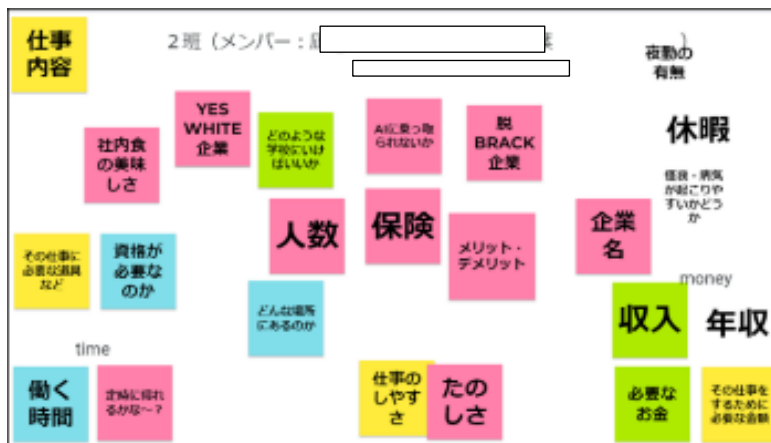 仕事
内容
2班（メンバー：
夜勤の
有無
YES
WHITE
企業
社内食
の美味
しさ
どのような
学校にいけ
ばいいか
AIに乗っ取
られないか
脱
BRACK
企業
休暇
怪我・病気
が起こりや
すいかどう
か
人数
保険
メリット・
デメリット
企業
名
その仕事に
必要な道具
など
資格が
必要な
のか
どんな場所
にあるのか
money
収入
年収
time
働く
時間
定時に帰れ
るかな〜？
仕事の
しやす
さ
たの
しさ
必要な
お金
その仕事を
するために
必要な金額